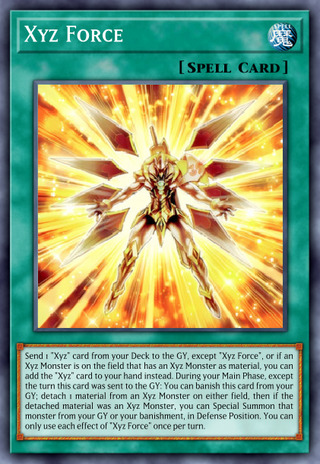 Xyz Force
魔
[SPELL CARD]
Send 1 "Xyz" card from your Deck to the GY, except "Xyz Force", or if an
Xyz Monster is on the field that has an Xyz Monster as material, you can
add the "Xyz" card to your hand instead. During your Main Phase, except
the turn this card was sent to the GY: You can banish this card from your
GY; detach 1 material from an Xyz Monster on either field, then if the
detached material was an Xyz Monster, you can Special Summon that
monster from your GY or your banishment, in Defense Position. You can
only use each effect of "Xyz Force" once per turn.